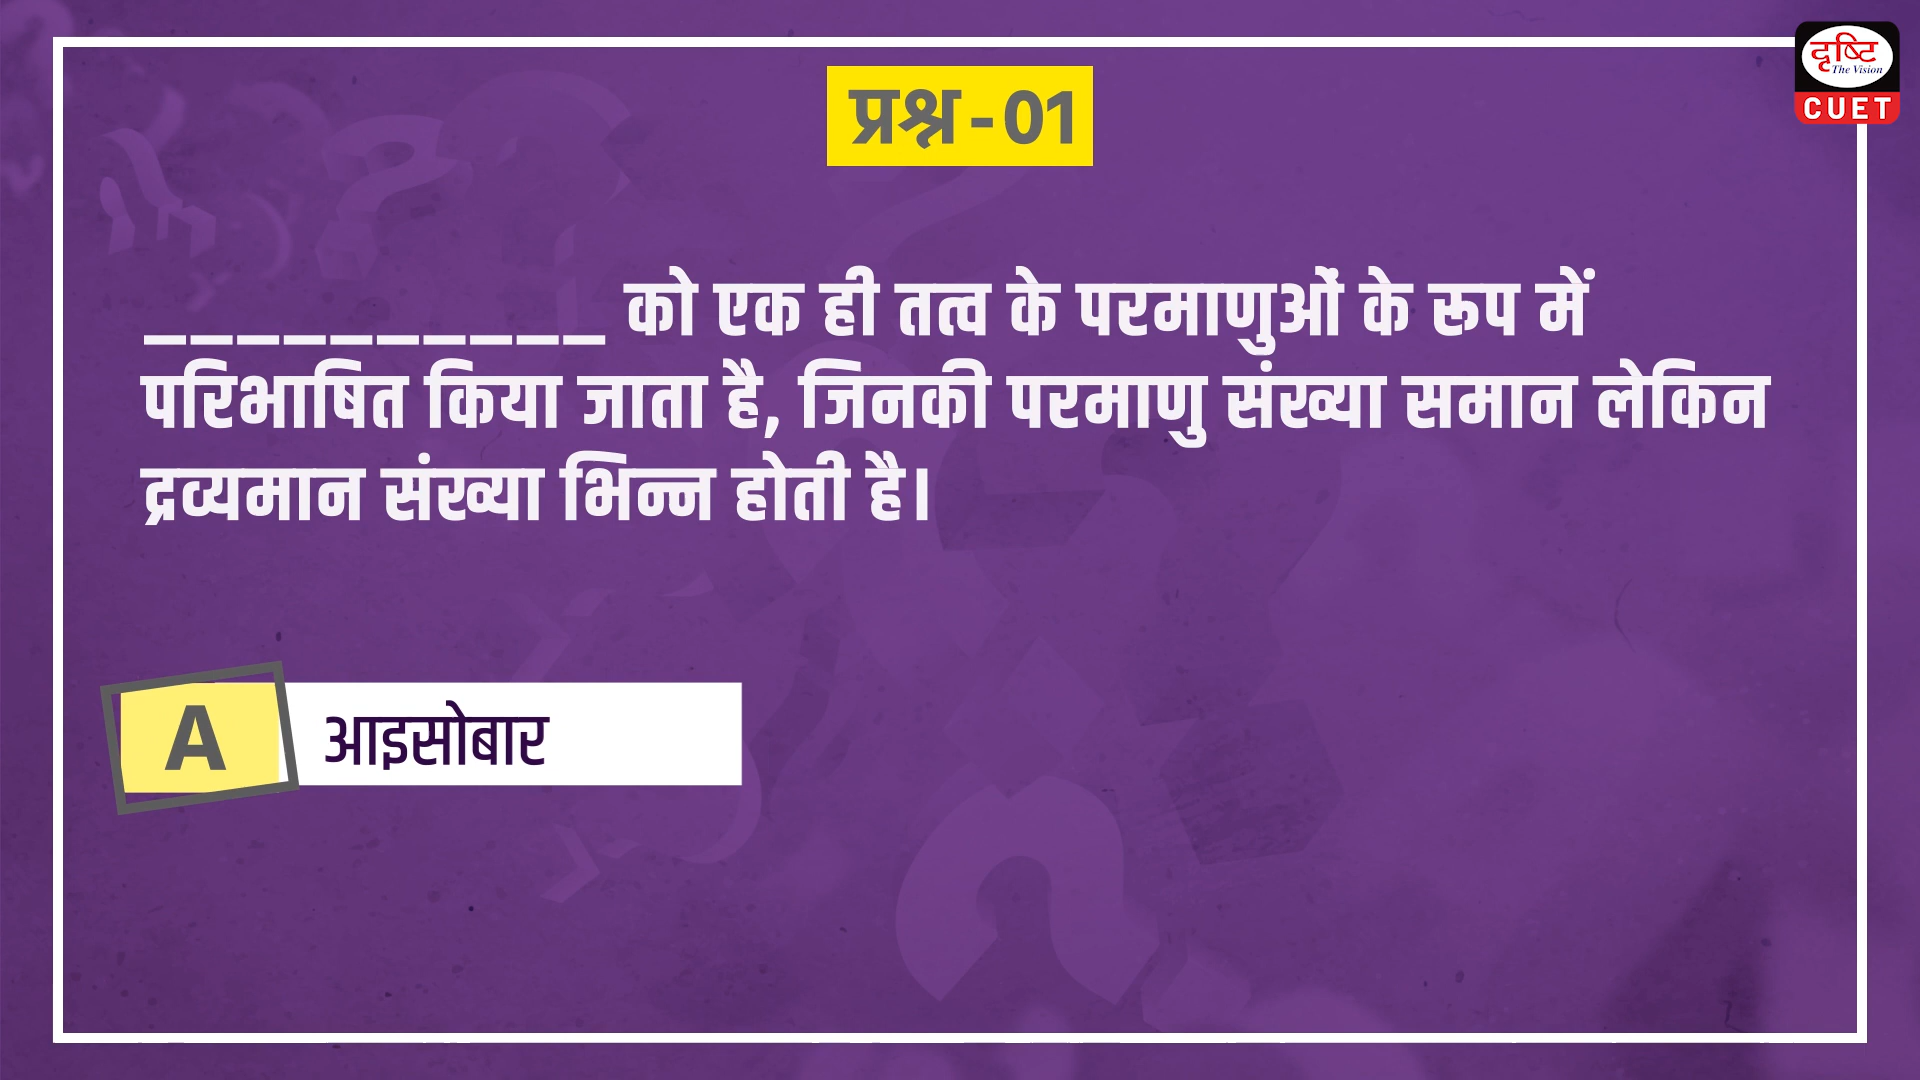 दृष्टि
The Vision
CUET
प्रश्न - 01
___________ को एक ही तत्व के परमाणुओं के रूप में
परिभाषित किया जाता है, जिनकी परमाणु संख्या समान लेकिन
द्रव्यमान संख्या भिन्न होती है।
A आइसोबार